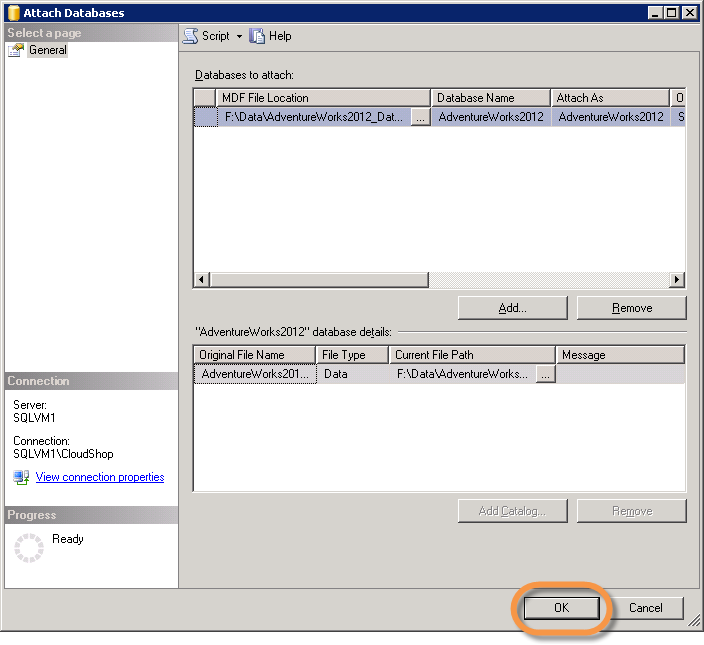 Attach Databases
Select a page
General
Script Help
Databases to attach:
MDF File Location Database Name Attach As O
F:\Data\AdventureWorks2012_Dat... ... AdventureWorks2012 AdventureWorks2012 S
Add... Remove
"AdventureWorks2012" database details:
Original File Name File Type Current File Path Message
AdventureWorks201... Data F:\Data\AdventureWorks... ...
Add Catalog... Remove
Connection
Server:
SQLVM1
Connection:
SQLVM1\CloudShop
View connection properties
Progress
Ready
OK Cancel